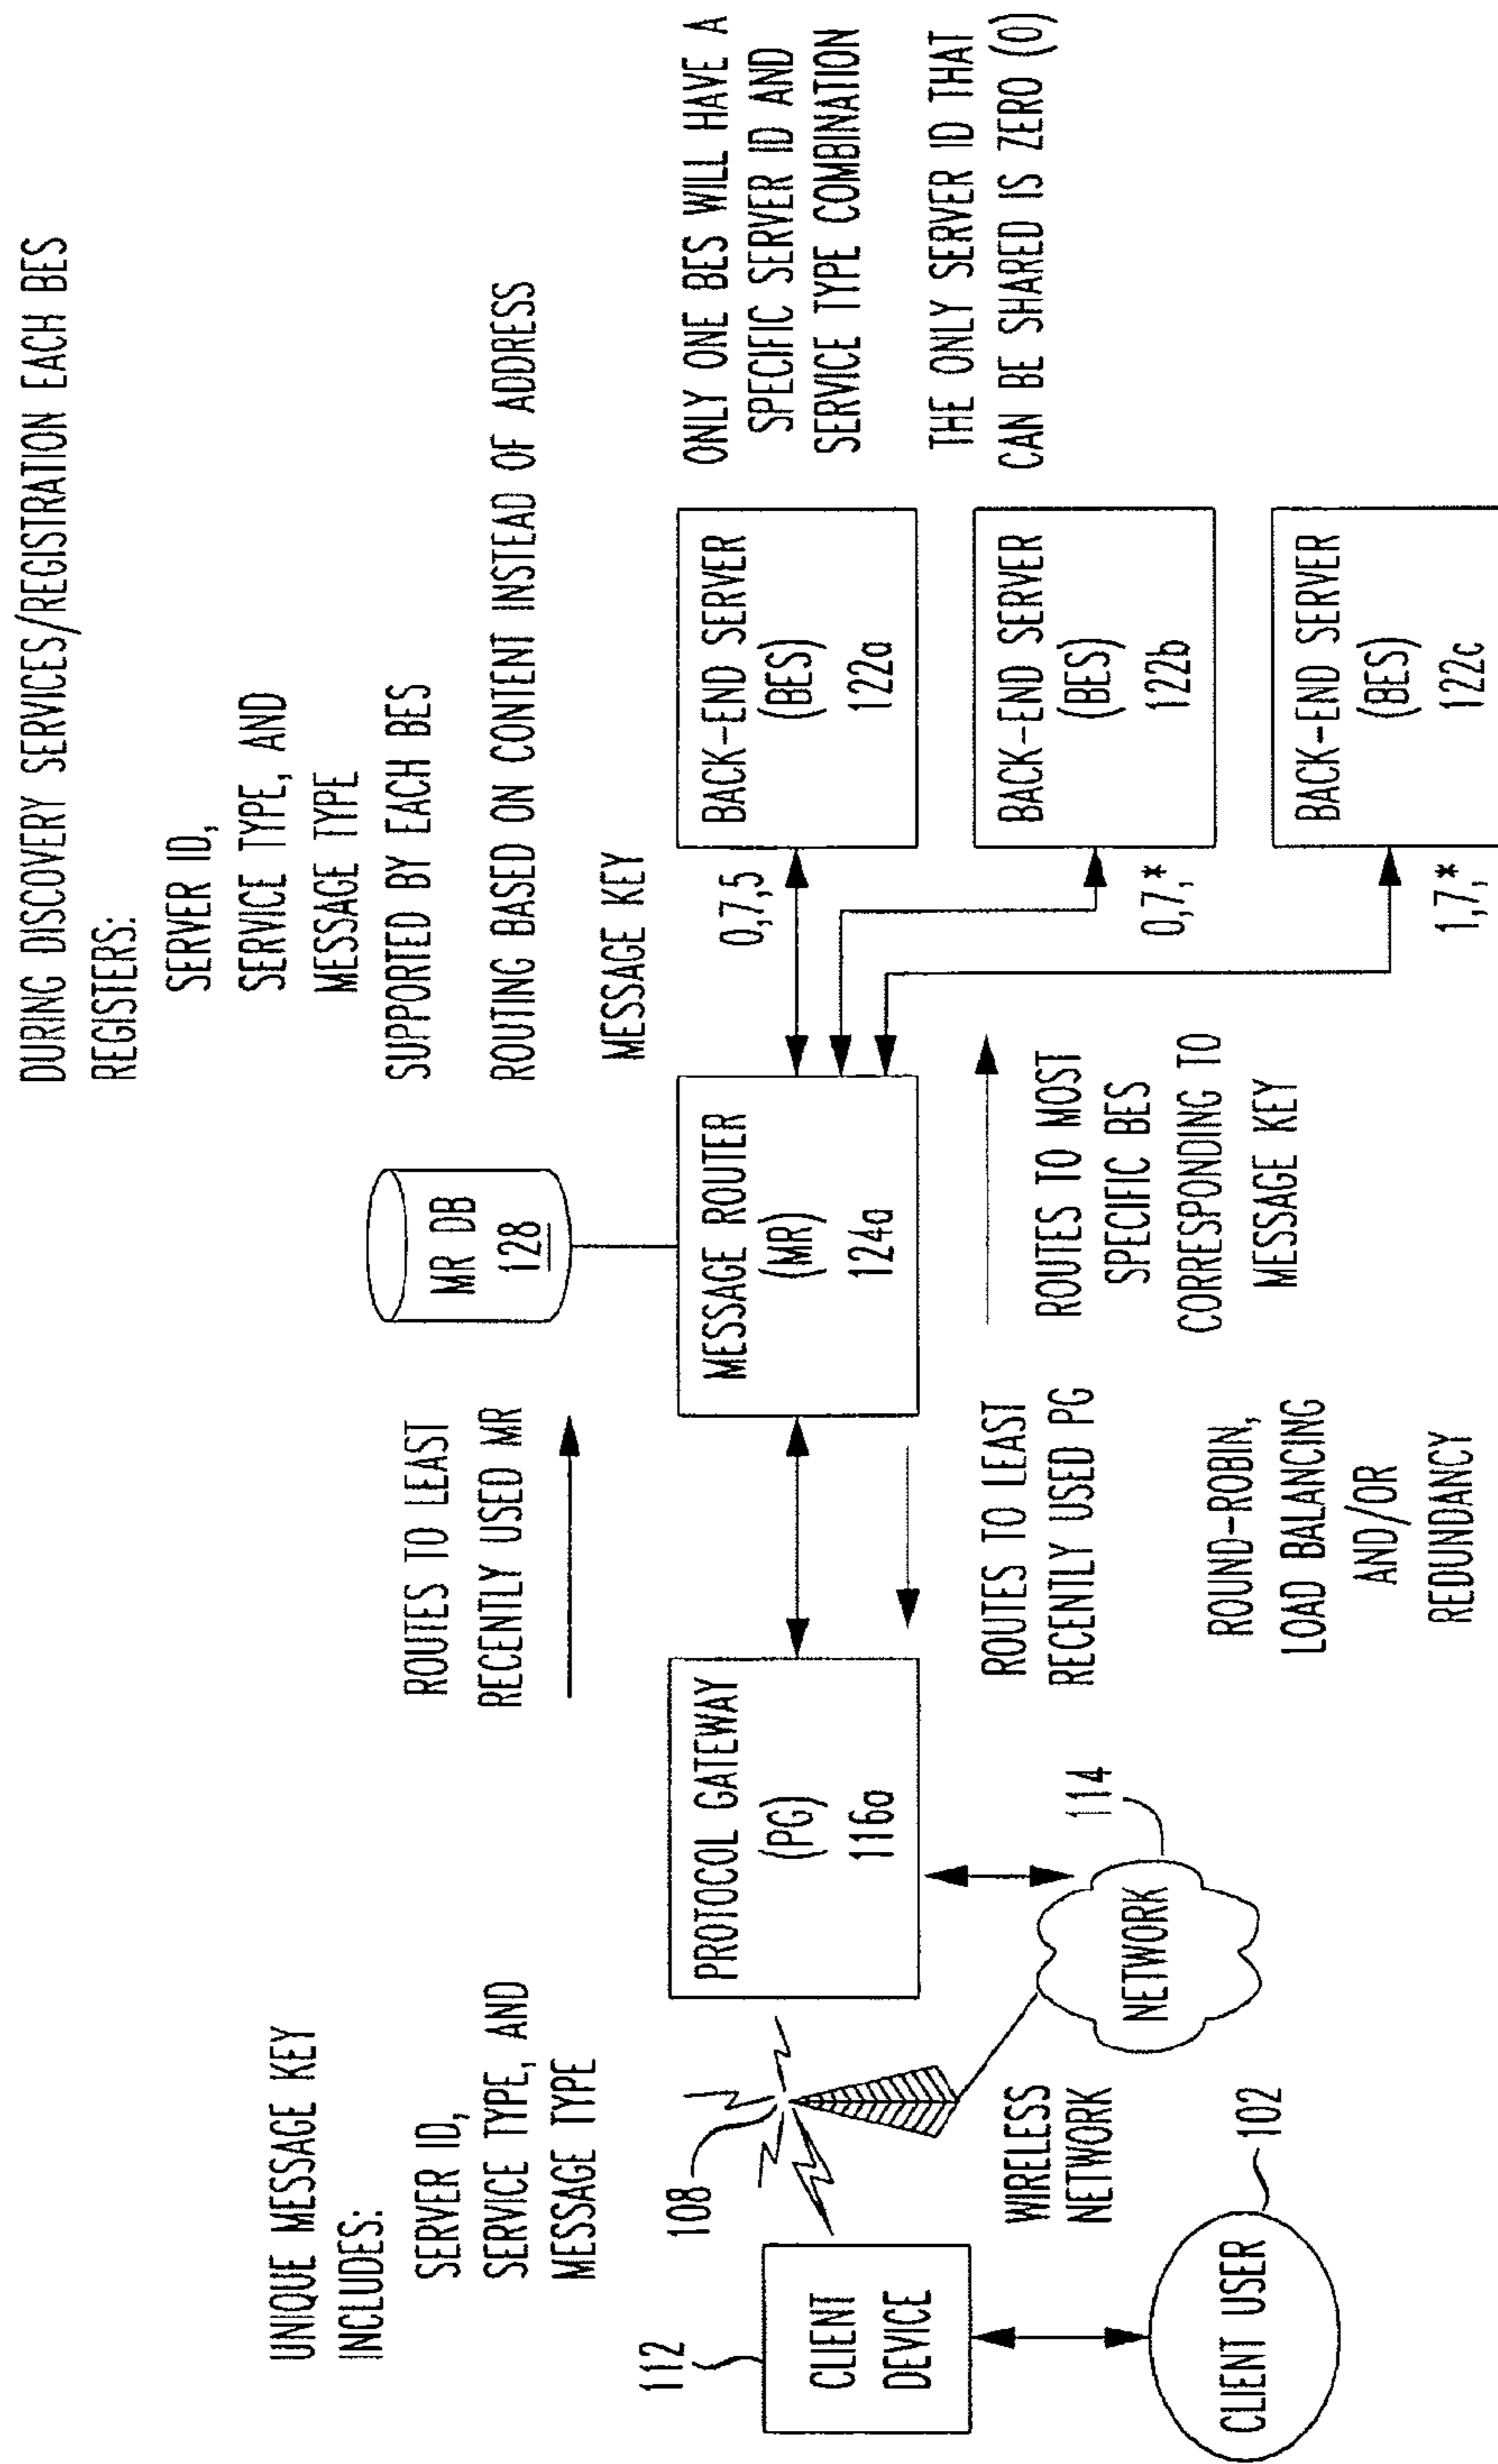 DURING DISCOVERY SERVICES/REGISTRATION EACH BES
REGISTERS:
SERVER ID,
SERVICE TYPE, AND
MESSAGE TYPE
SUPPORTED BY EACH BES
ROUTING BASED ON CONTENT INSTEAD OF ADDRESS
UNIQUE MESSAGE KEY
INCLUDES:
SERVER ID,
SERVICE TYPE, AND
MESSAGE TYPE
ROUTES TO LEAST
RECENTLY USED MR
MR DB
128
MESSAGE KEY
112
CLIENT
DEVICE
108
PROTOCOL GATEWAY
(PG)
116a
MESSAGE ROUTER
(MR)
124a
0,7,5
BACK-END SERVER
(BES)
122a
ONLY ONE BES WILL HAVE A
SPECIFIC SERVER ID AND
SERVICE TYPE COMBINATION
THE ONLY SERVER ID THAT
CAN BE SHARED IS ZERO (0)
WIRELESS
NETWORK
NETWORK
114
ROUTES TO LEAST
RECENTLY USED PG
ROUTES TO MOST
SPECIFIC BES
CORRESPONDING TO
MESSAGE KEY
0,7,*
BACK-END SERVER
(BES)
122b
CLIENT USER
102
ROUND-ROBIN,
LOAD BALANCING
AND/OR
REDUNDANCY
1,7,*
BACK-END SERVER
(BES)
122c